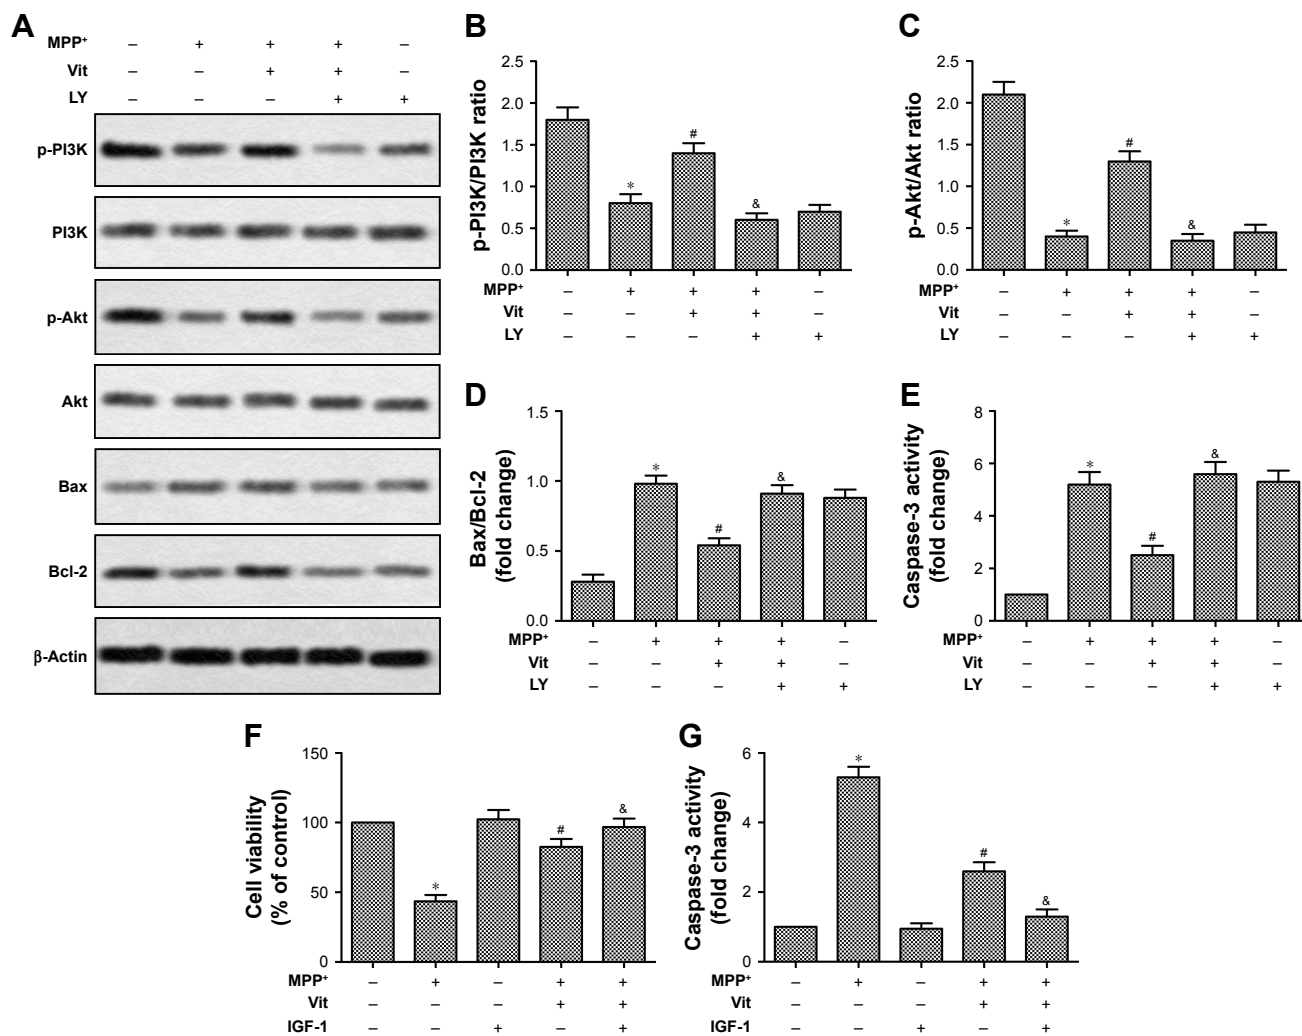 A
MPP⁺ – + + + –
Vit – – + + –
LY – – – + +
p-PI3K
PI3K
p-Akt
Akt
Bax
Bcl-2
β-Actin
B
p-PI3K/PI3K ratio
2.5
2.0
1.5
1.0
0.5
0.0
*
#
&
MPP⁺ – + + + –
Vit – – + + –
LY – – – + +
C
p-Akt/Akt ratio
2.5
2.0
1.5
1.0
0.5
0.0
*
#
&
MPP⁺ – + + + –
Vit – – + + –
LY – – – + +
D
Bax/Bcl-2
(fold change)
1.5
1.0
0.5
0.0
*
#
&
MPP⁺ – + + + –
Vit – – + + –
LY – – – + +
E
Caspase-3 activity
(fold change)
8
6
4
2
0
*
#
&
MPP⁺ – + + + –
Vit – – + + –
LY – – – + +
F
Cell viability
(% of control)
150
100
50
0
*
#
&
MPP⁺ – + – + +
Vit – – – + +
IGF-1 – – + – +
G
Caspase-3 activity
(fold change)
6
4
2
0
*
#
&
MPP⁺ – + – + +
Vit – – – + +
IGF-1 – – + – +